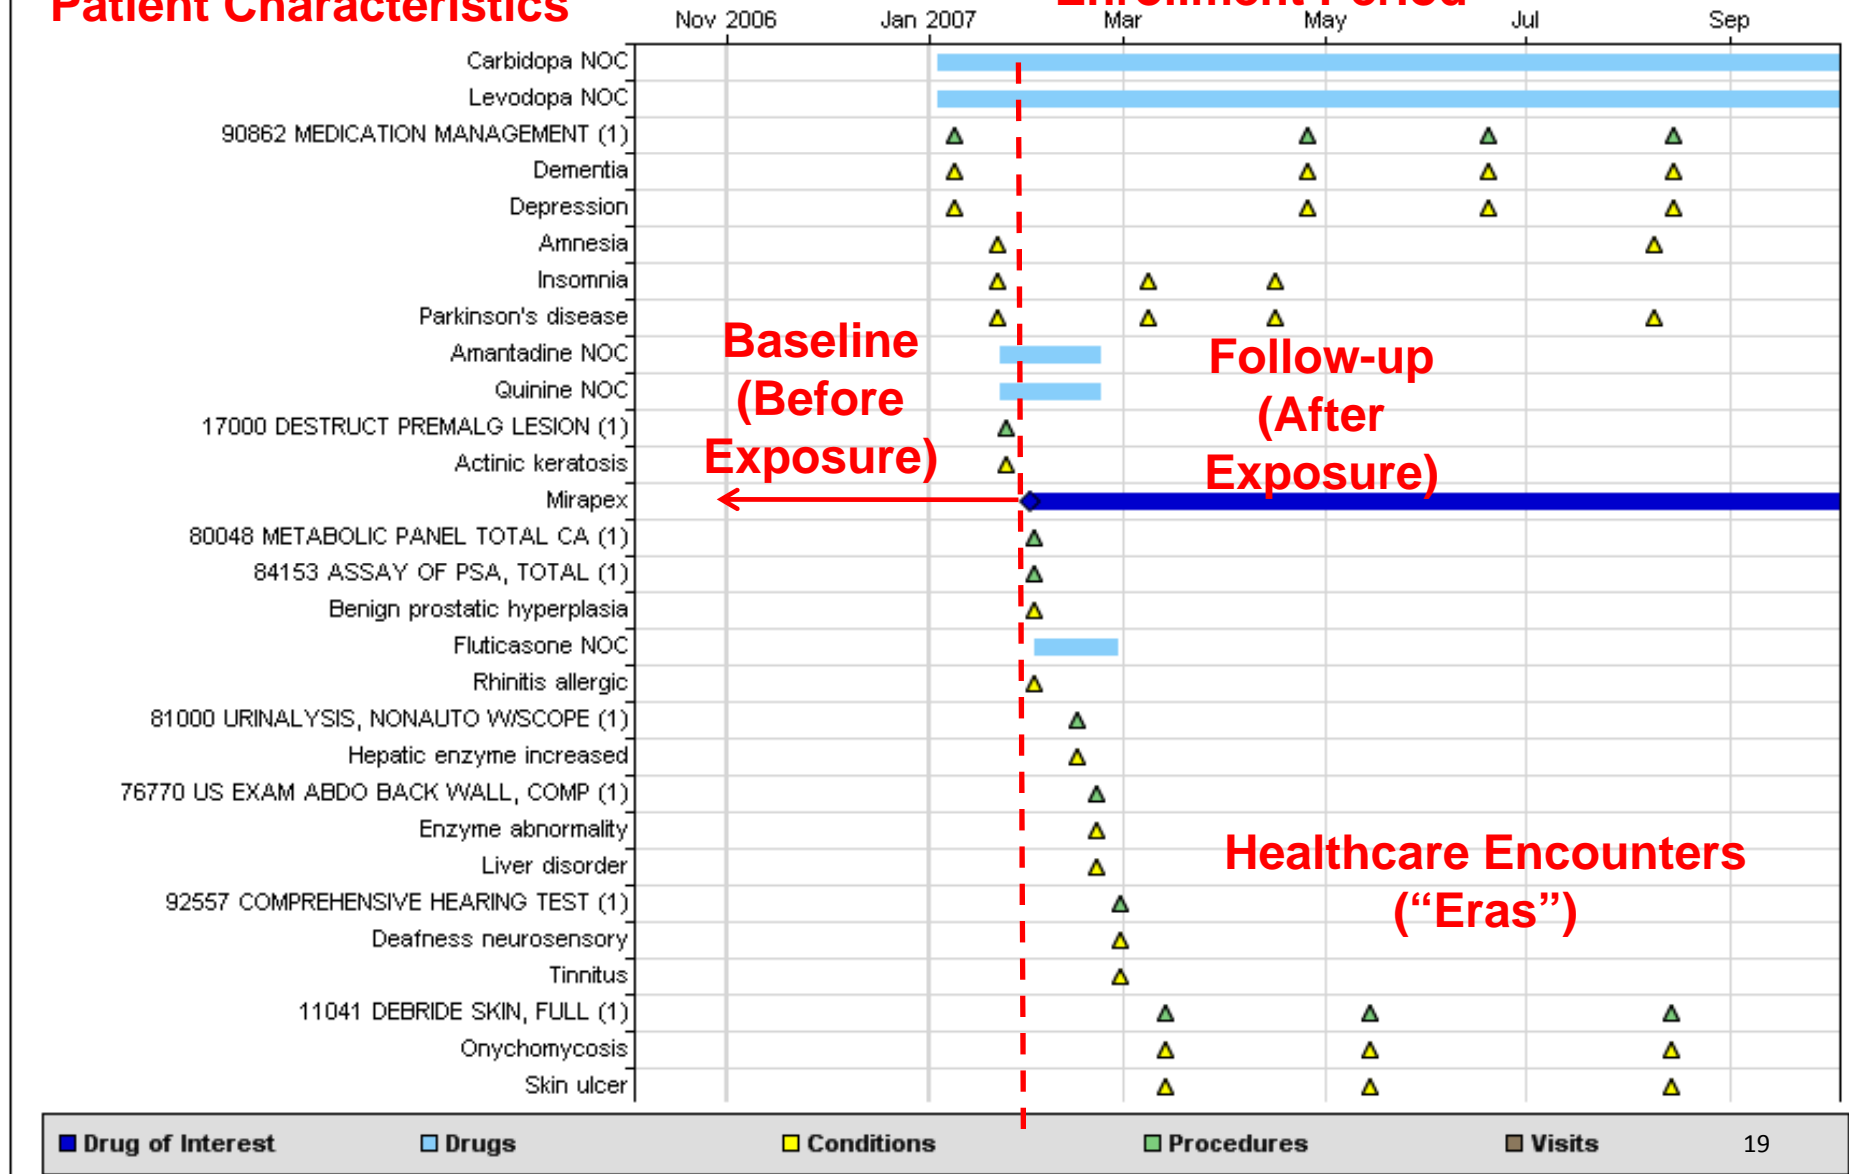 Patient Characteristics
Enrollment Period
Nov 2006
Jan 2007
Mar
May
Jul
Sep
Carbidopa NOC
Levodopa NOC
90862 MEDICATION MANAGEMENT (1)
Dementia
Depression
Amnesia
Insomnia
Parkinson's disease
Amantadine NOC
Quinine NOC
17000 DESTRUCT PREMALG LESION (1)
Actinic keratosis
Mirapex
80048 METABOLIC PANEL TOTAL CA (1)
84153 ASSAY OF PSA, TOTAL (1)
Benign prostatic hyperplasia
Fluticasone NOC
Rhinitis allergic
81000 URINALYSIS, NONAUTO W/SCOPE (1)
Hepatic enzyme increased
76770 US EXAM ABDO BACK WALL, COMP (1)
Enzyme abnormality
Liver disorder
92557 COMPREHENSIVE HEARING TEST (1)
Deafness neurosensory
Tinnitus
11041 DEBRIDE SKIN, FULL (1)
Onychomycosis
Skin ulcer
Baseline
(Before
Exposure)
Follow-up
(After
Exposure)
Healthcare Encounters
(“Eras”)
Drug of Interest
Drugs
Conditions
Procedures
Visits
19